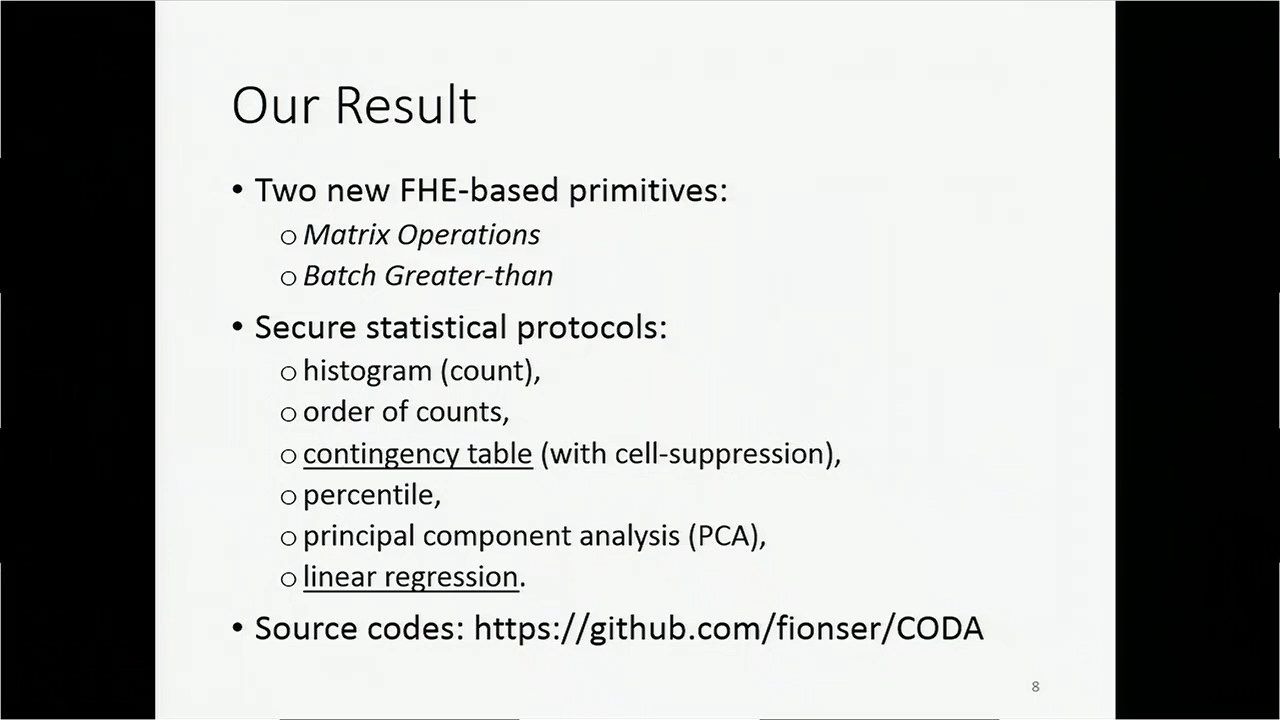 Our Result
• Two new FHE-based primitives:
○ Matrix Operations
○ Batch Greater-than
• Secure statistical protocols:
○ histogram (count),
○ order of counts,
○ contingency table (with cell-suppression),
○ percentile,
○ principal component analysis (PCA),
○ linear regression.
• Source codes: https://github.com/fionser/CODA
8